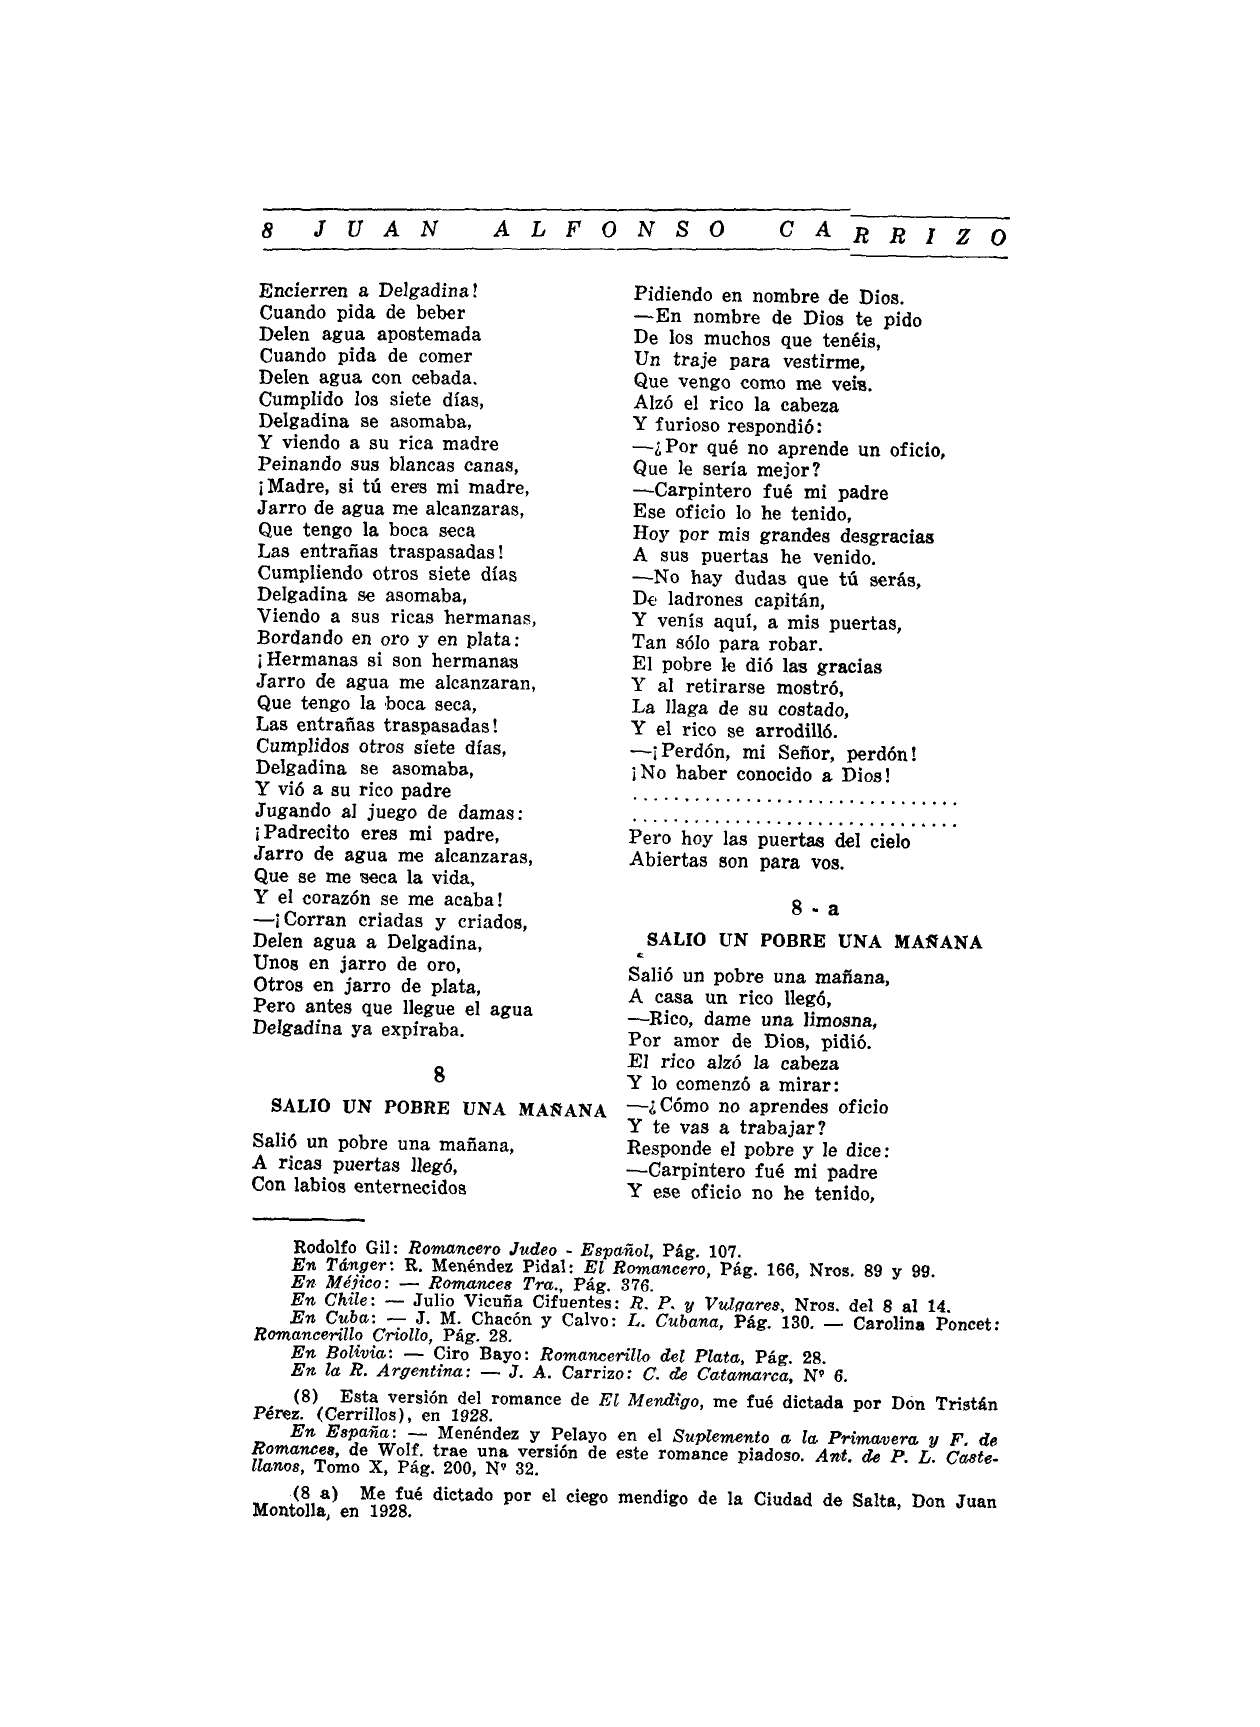 8 JUAN ALFONSO CARRIZO
Encierren a Delgadina!
Cuando pida de beber
Delen agua apostemada
Cuando pida de comer
Delen agua con cebada.
Cumplido los siete días,
Delgadina se asomaba,
Y viendo a su rica madre
Peinando sus blancas canas,
¡Madre, si tú eres mi madre,
Jarro de agua me alcanzaras,
Que tengo la boca seca
Las entrañas traspasadas!
Cumpliendo otros siete días
Delgadina se asomaba,
Viendo a sus ricas hermanas,
Bordando en oro y en plata:
¡Hermanas si son hermanas
Jarro de agua me alcanzaran,
Que tengo la boca seca,
Las entrañas traspasadas!
Cumplidos otros siete días,
Delgadina se asomaba,
Y vió a su rico padre
Jugando al juego de damas:
¡Padrecito eres mi padre,
Jarro de agua me alcanzaras,
Que se me seca la vida,
Y el corazón se me acaba!
—¡Corran criadas y criados,
Delen agua a Delgadina,
Unos en jarro de oro,
Otros en jarro de plata,
Pero antes que llegue el agua
Delgadina ya expiraba.
8
SALIO UN POBRE UNA MAÑANA
Salió un pobre una mañana,
A ricas puertas llegó,
Con labios enternecidos
Pidiendo en nombre de Dios.
—En nombre de Dios te pido
De los muchos que tenéis,
Un traje para vestirme,
Que vengo como me veis.
Alzó el rico la cabeza
Y furioso respondió:
—¿Por qué no aprende un oficio,
Que le sería mejor?
—Carpintero fué mi padre
Ese oficio lo he tenido,
Hoy por mis grandes desgracias
A sus puertas he venido.
—No hay dudas que tú serás,
De ladrones capitán,
Y venís aquí, a mis puertas,
Tan sólo para robar.
El pobre le dió las gracias
Y al retirarse mostró,
La llaga de su costado,
Y el rico se arrodilló.
—¡Perdón, mi Señor, perdón!
¡No haber conocido a Dios!
...............................
...............................
Pero hoy las puertas del cielo
Abiertas son para vos.
8 - a
SALIO UN POBRE UNA MAÑANA
Salió un pobre una mañana,
A casa un rico llegó,
—Rico, dame una limosna,
Por amor de Dios, pidió.
El rico alzó la cabeza
Y lo comenzó a mirar:
—¿Cómo no aprendes oficio
Y te vas a trabajar?
Responde el pobre y le dice:
—Carpintero fué mi padre
Y ese oficio no he tenido,
Rodolfo Gil: Romancero Judeo - Español, Pág. 107.
En Tánger: R. Menéndez Pidal: El Romancero, Pág. 166, Nros. 89 y 99.
En Méjico: — Romances Tra., Pág. 376.
En Chile: — Julio Vicuña Cifuentes: R. P. y Vulgares, Nros. del 8 al 14.
En Cuba: — J. M. Chacón y Calvo: L. Cubana, Pág. 130. — Carolina Poncet:
Romancerillo Criollo, Pág. 28.
En Bolivia: — Ciro Bayo: Romancerillo del Plata, Pág. 28.
En la R. Argentina: — J. A. Carrizo: C. de Catamarca, Nº 6.
(8) Esta versión del romance de El Mendigo, me fué dictada por Don Tristán
Pérez. (Cerrillos), en 1928.
En España: — Menéndez y Pelayo en el Suplemento a la Primavera y F. de
Romances, de Wolf. trae una versión de este romance piadoso. Ant. de P. L. Caste-
llanos, Tomo X, Pág. 200, Nº 32.
(8 a) Me fué dictado por el ciego mendigo de la Ciudad de Salta, Don Juan
Montolla, en 1928.